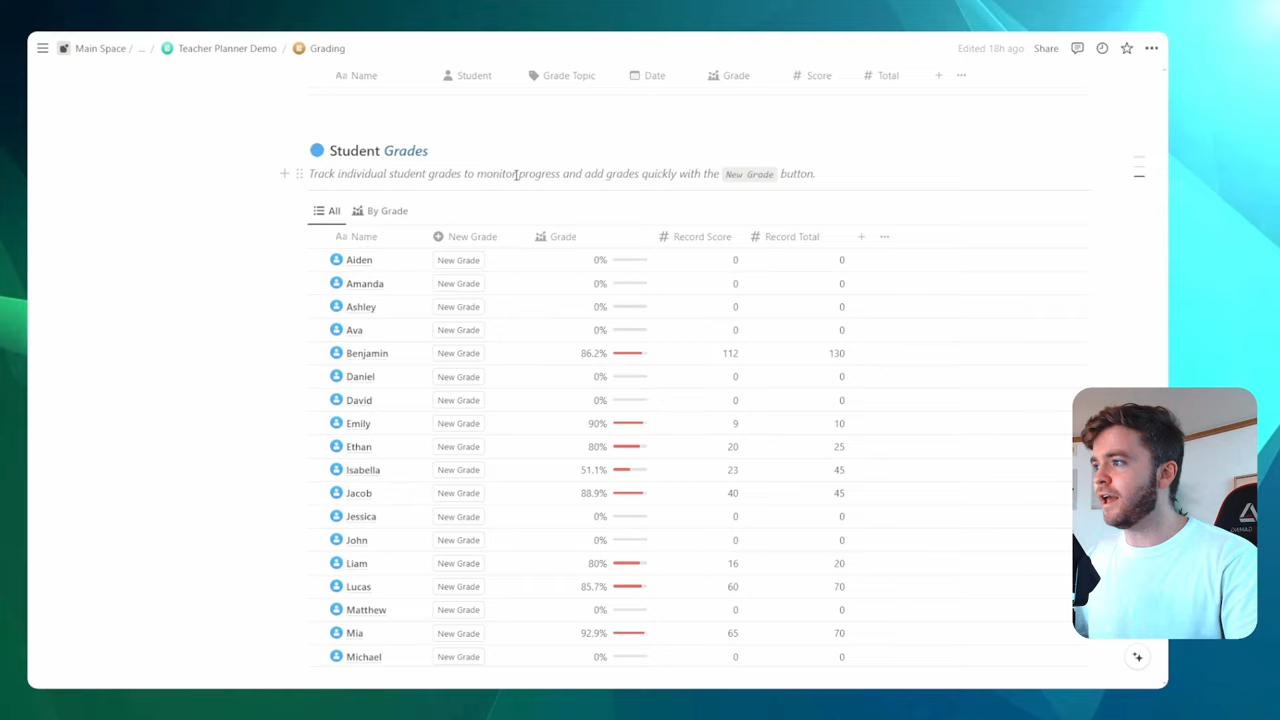 Main Space / ... / Teacher Planner Demo / Grading Edited 18h ago Share
Aa Name Student Grade Topic Date Grade # Score # Total + ...
Student Grades
Track individual student grades to monitor progress and add grades quickly with the New Grade button.
All By Grade
Aa Name New Grade Grade # Record Score # Record Total + ...
Aiden New Grade 0% 0 0
Amanda New Grade 0% 0 0
Ashley New Grade 0% 0 0
Ava New Grade 0% 0 0
Benjamin New Grade 86.2% 112 130
Daniel New Grade 0% 0 0
David New Grade 0% 0 0
Emily New Grade 90% 9 10
Ethan New Grade 80% 20 25
Isabella New Grade 51.1% 23 45
Jacob New Grade 88.9% 40 45
Jessica New Grade 0% 0 0
John New Grade 0% 0 0
Liam New Grade 80% 16 20
Lucas New Grade 85.7% 60 70
Matthew New Grade 0% 0 0
Mia New Grade 92.9% 65 70
Michael New Grade 0% 0 0